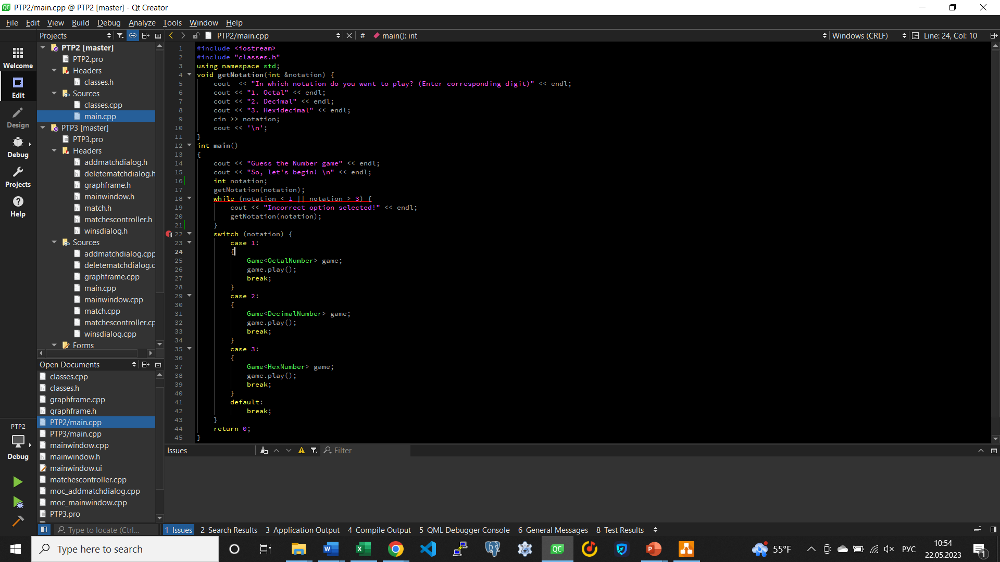 PTP2/main.cpp @ PTP2 [master] - Qt Creator
File Edit View Build Debug Analyze Tools Window Help
Projects PTP2/main.cpp # main(): int Windows (CRLF) Line: 24, Col: 10
Welcome
Edit
Design
Debug
Projects
Help
PTP2
Debug
PTP2 [master]
PTP2.pro
Headers
classes.h
Sources
classes.cpp
main.cpp
PTP3 [master]
PTP3.pro
Headers
addmatchdialog.h
deletematchdialog.h
graphframe.h
mainwindow.h
match.h
matchescontroller.h
winsdialog.h
Sources
addmatchdialog.cpp
deletematchdialog.c
graphframe.cpp
main.cpp
mainwindow.cpp
match.cpp
matchescontroller.cp
winsdialog.cpp
Forms
Open Documents
classes.cpp
classes.h
graphframe.cpp
graphframe.h
PTP2/main.cpp
PTP3/main.cpp
mainwindow.cpp
mainwindow.h
mainwindow.ui
matchescontroller.cpp
moc_addmatchdialog.cpp
moc_mainwindow.cpp
PTP3.pro
1 #include <iostream>
2 #include "classes.h"
3 using namespace std;
4 void getNotation(int &notation) {
5 cout  << "In which notation do you want to play? (Enter corresponding digit)" << endl;
6 cout << "1. Octal" << endl;
7 cout << "2. Decimal" << endl;
8 cout << "3. Hexidecimal" << endl;
9 cin >> notation;
10 cout << '\n';
11 }
12 int main()
13 {
14 cout << "Guess the Number game" << endl;
15 cout << "So, let's begin! \n" << endl;
16 int notation;
17 getNotation(notation);
18 while (notation < 1 || notation > 3) {
19 cout << "Incorrect option selected!" << endl;
20 getNotation(notation);
21 }
22 switch (notation) {
23 case 1:
24 {
25 Game<OctalNumber> game;
26 game.play();
27 break;
28 }
29 case 2:
30 {
31 Game<DecimalNumber> game;
32 game.play();
33 break;
34 }
35 case 3:
36 {
37 Game<HexNumber> game;
38 game.play();
39 break;
40 }
41 default:
42 break;
43 }
44 return 0;
45 }
Issues Filter
Type to locate (Ctrl... 1 Issues 2 Search Results 3 Application Output 4 Compile Output 5 QML Debugger Console 6 General Messages 8 Test Results
Type here to search 55°F РУС 10:54
22.05.2023
1